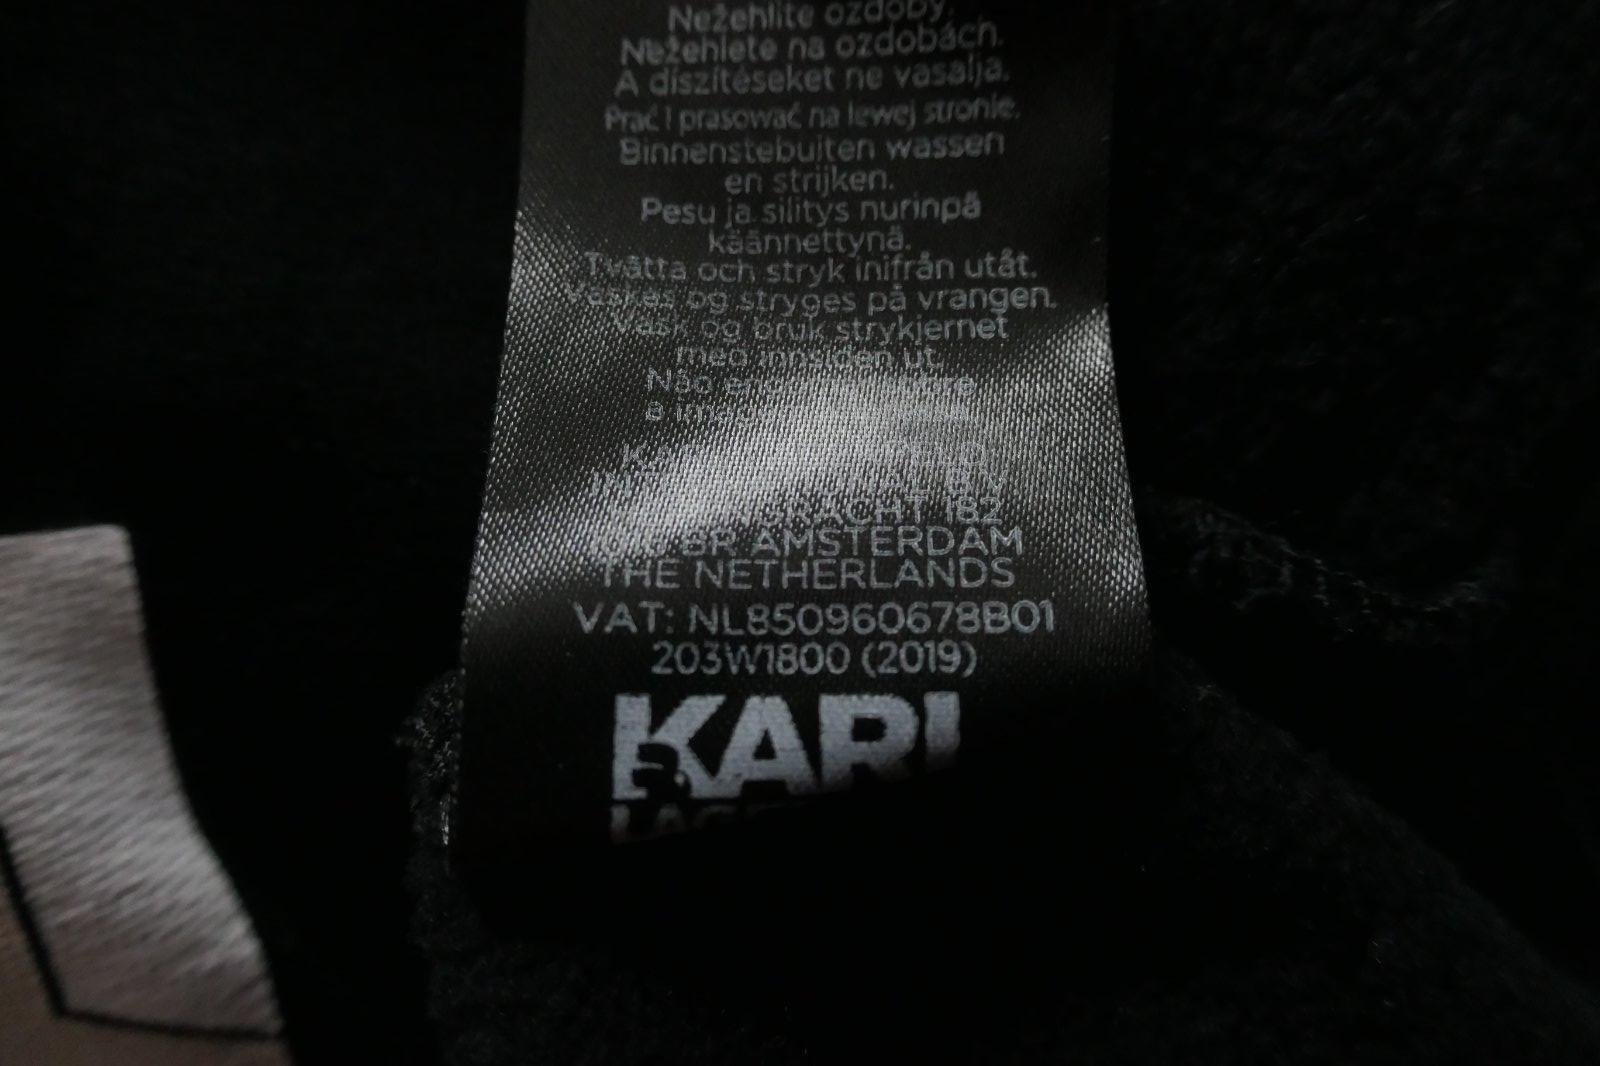 Nežehlite ozdoby.
Nežehlete na ozdobách.
A díszítéseket ne vasalja.
Prać i prasować na lewej stronie.
Binnenstebuiten wassen
en strijken.
Pesu ja silitys nurinpä
käännettynä.
Tvätta och stryk inifrån utåt.
Vaskes og stryges på vrangen.
Vask og bruk strykjernet
med innsiden ut.
Não
a
B.V
182
BR AMSTERDAM
THE NETHERLANDS
VAT: NL850960678B01
203W1800 (2019)
KARL